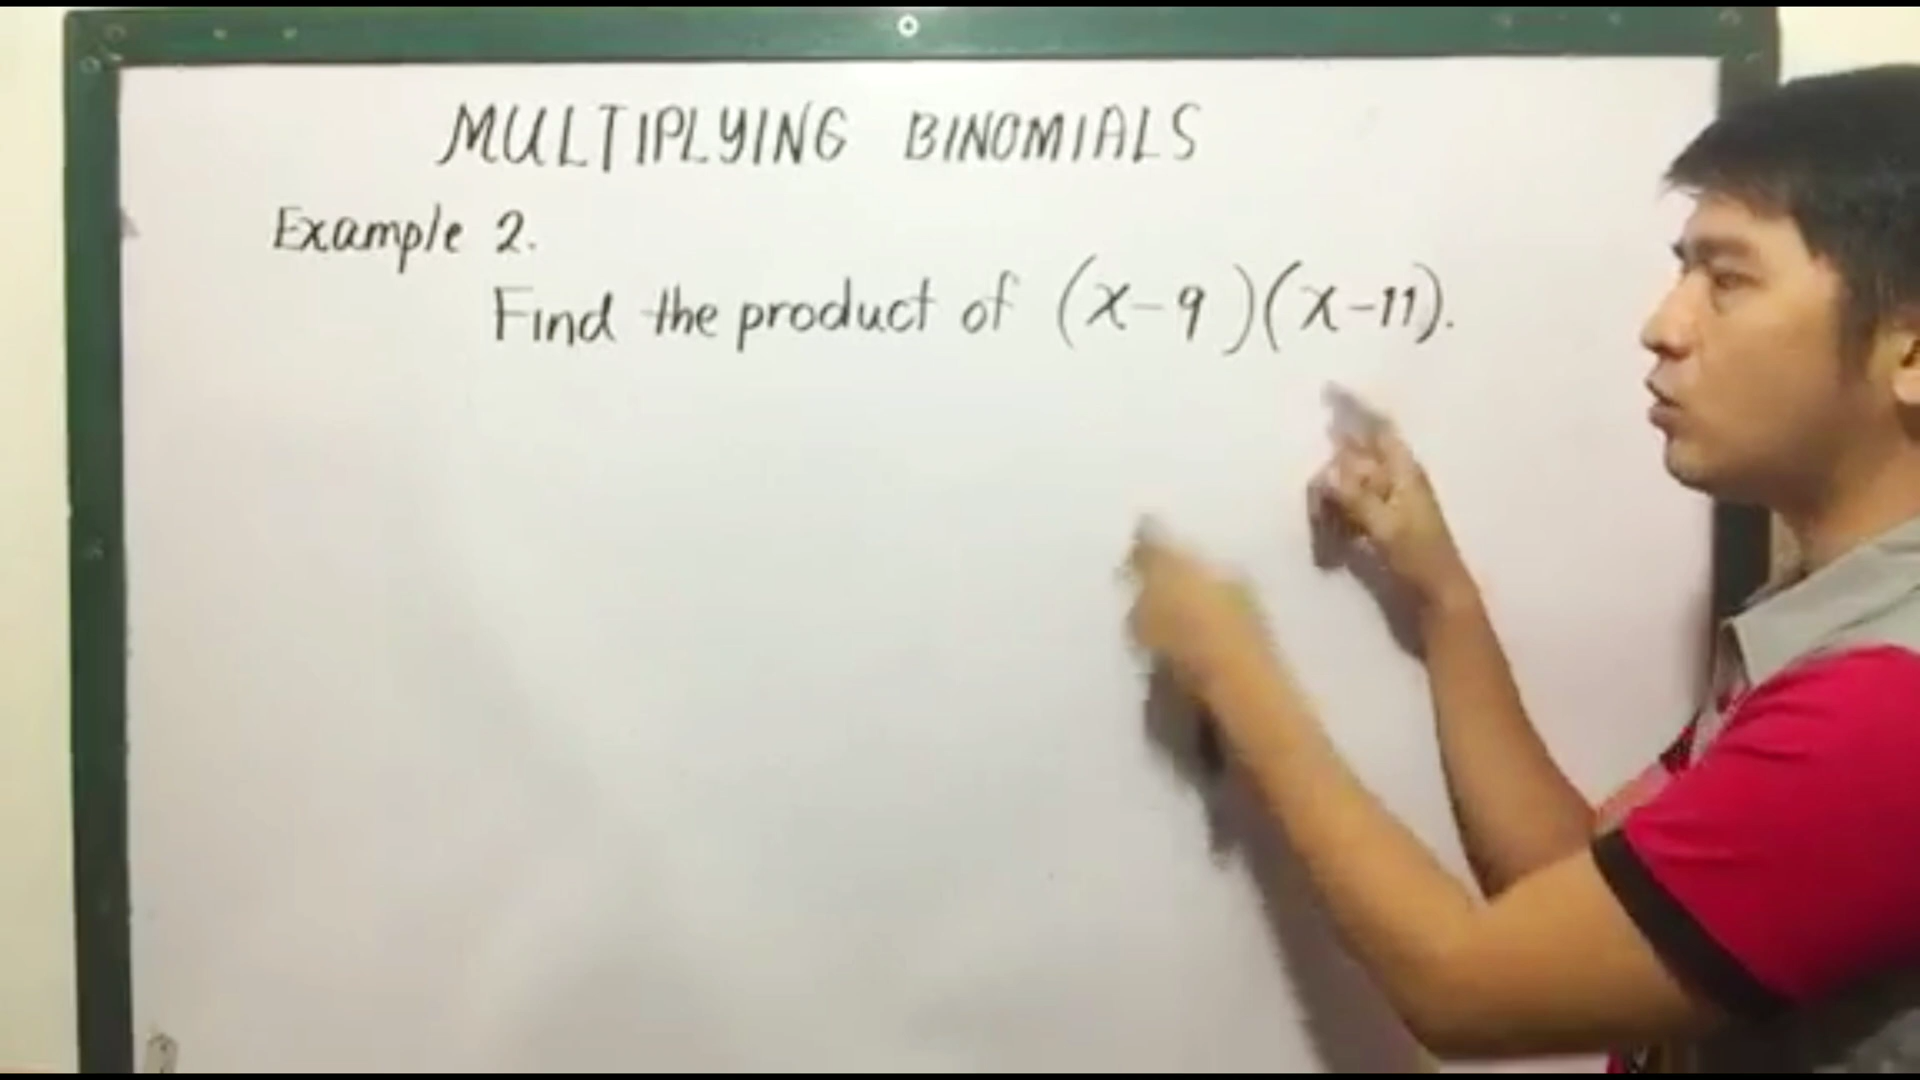 MULTIPLYING BINOMIALS
Example 2.
Find the product of (x-9)(x-11).